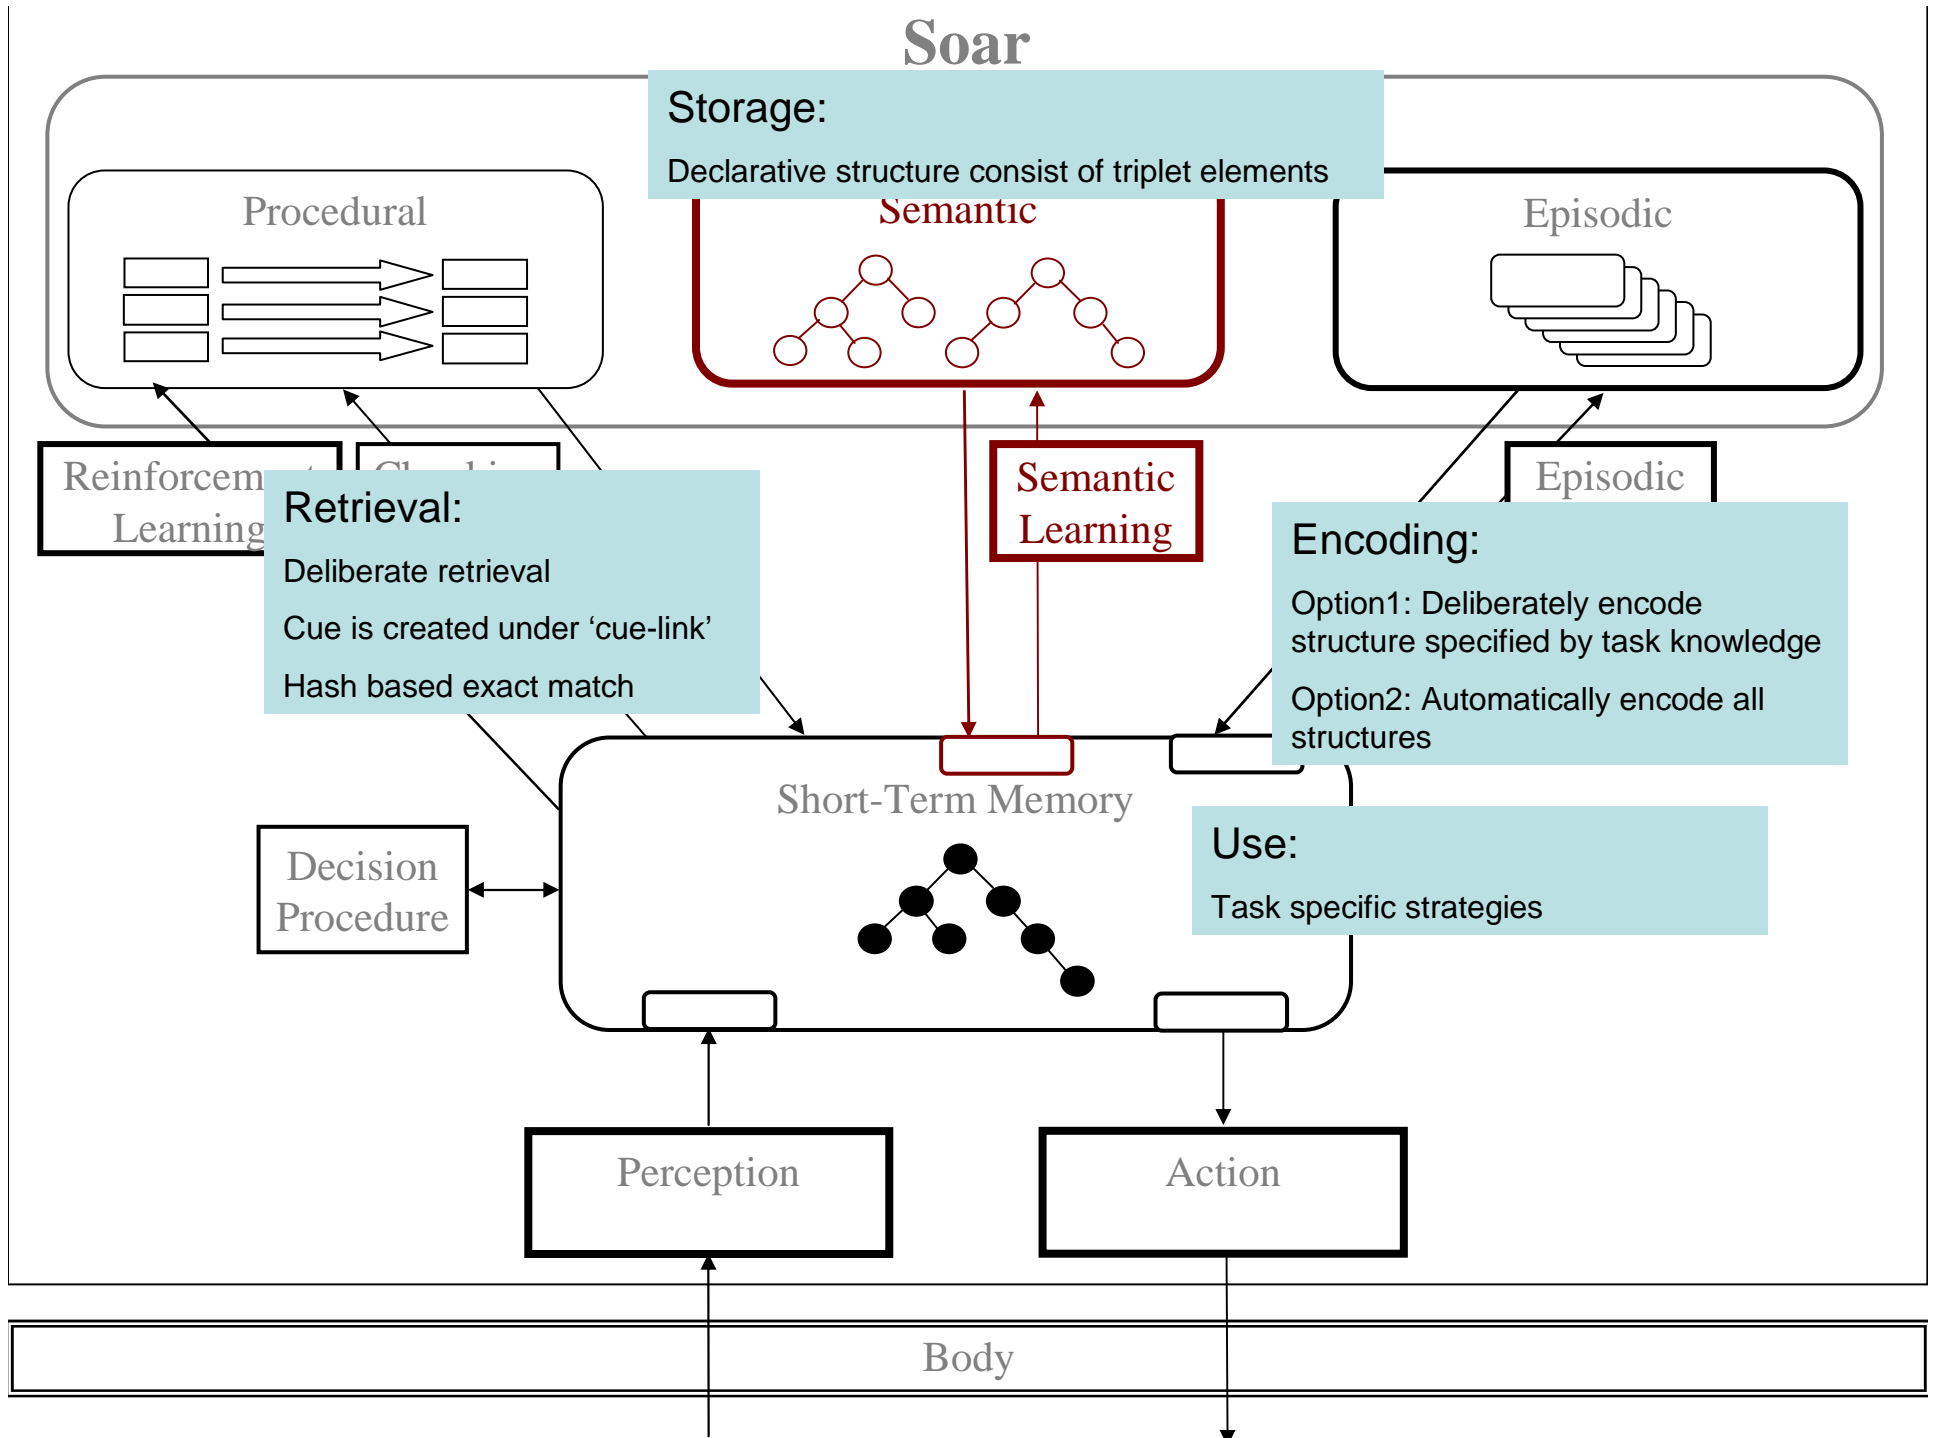 Soar
Storage:
Declarative structure consist of triplet elements
Procedural
Semantic
Episodic
Reinforcement
Learning
Semantic
Learning
Episodic
Retrieval:
Deliberate retrieval
Cue is created under ‘cue-link’
Hash based exact match
Encoding:
Option1: Deliberately encode
structure specified by task knowledge
Option2: Automatically encode all
structures
Short-Term Memory
Use:
Task specific strategies
Decision
Procedure
Perception
Action
Body